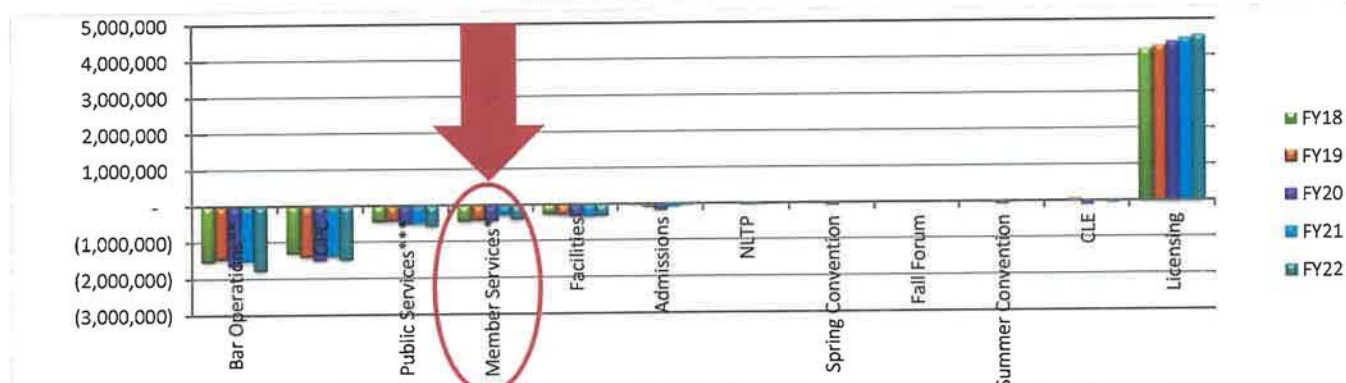 5,000,000
4,000,000
3,000,000
2,000,000
1,000,000
-
(1,000,000)
(2,000,000)
(3,000,000)
Bar Operations**
OPC
Public Services***
Member Services*
Facilities
Admissions
NLTP
Spring Convention
Fall Forum
Summer Convention
CLE
Licensing
FY18
FY19
FY20
FY21
FY22